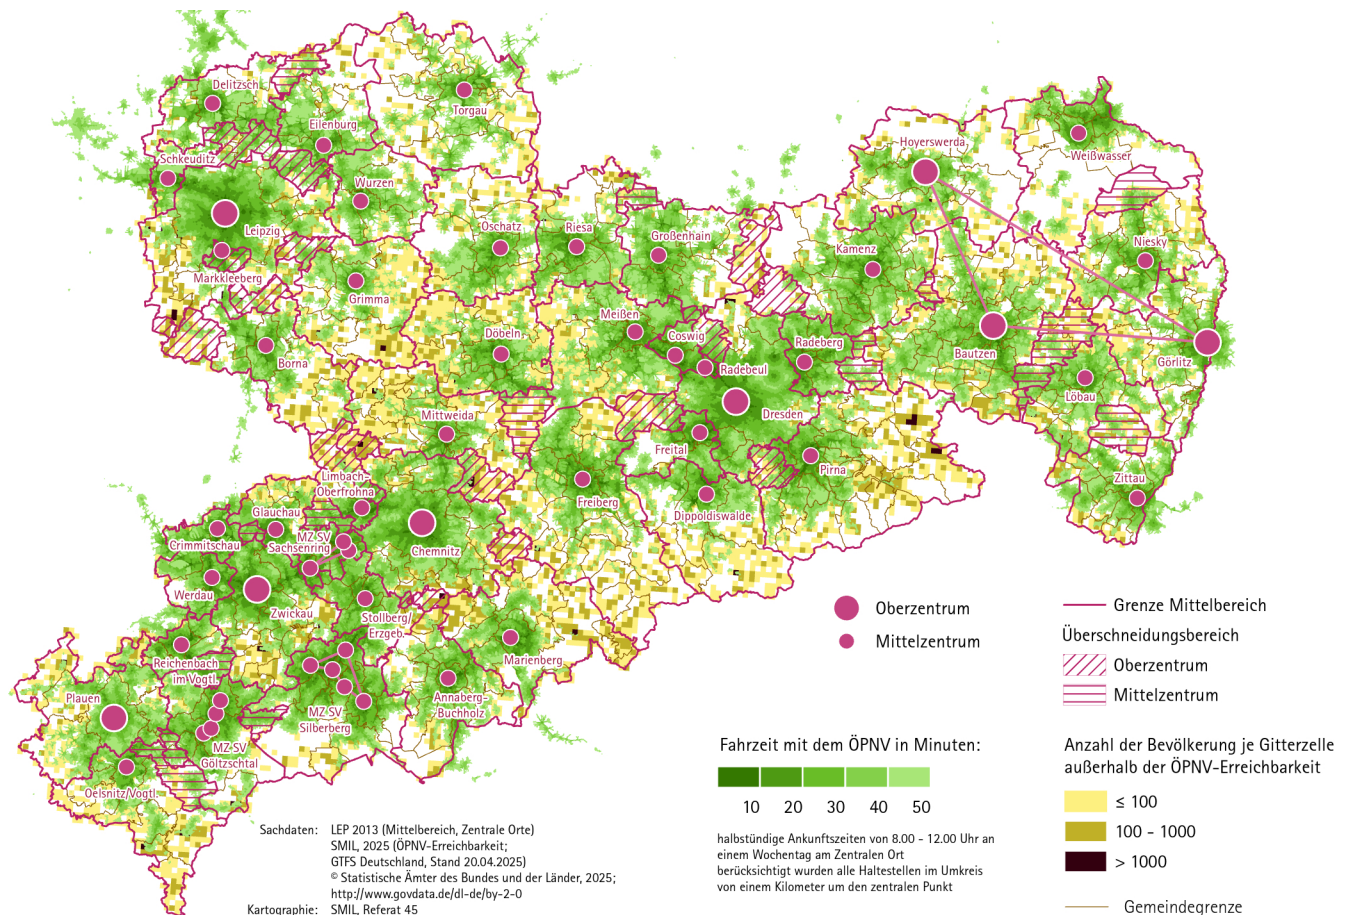 Delitzsch
Eilenburg
Torgau
Schkeuditz
Wurzen
Leipzig
Markkleeberg
Grimma
Borna
Oschatz
Riesa
Großenhain
Döbeln
Meißen
Coswig
Radebeul
Radeberg
Dresden
Kamenz
Hoyerswerda
Weißwasser
Niesky
Bautzen
Görlitz
Löbau
Zittau
Mittweida
Freital
Pirna
Freiberg
Dippoldiswalde
Limbach-
Oberfrohna
Glauchau
Crimmitschau
MZ SV
Sachsenring
Chemnitz
Werdau
Zwickau
Stollberg/
Erzgeb.
Reichenbach
im Vogtl.
Marienberg
Annaberg-
Buchholz
MZ SV
Silberberg
Plauen
MZ SV
Göltzschtal
Oelsnitz/Vogtl.
Oberzentrum
Mittelzentrum
Grenze Mittelbereich
Überschneidungsbereich
Oberzentrum
Mittelzentrum
Fahrzeit mit dem ÖPNV in Minuten:
10 20 30 40 50
halbstündige Ankunftszeiten von 8.00 - 12.00 Uhr an
einem Wochentag am Zentralen Ort
berücksichtigt wurden alle Haltestellen im Umkreis
von einem Kilometer um den zentralen Punkt
Anzahl der Bevölkerung je Gitterzelle
außerhalb der ÖPNV-Erreichbarkeit
≤ 100
100 - 1000
> 1000
Gemeindegrenze
Sachdaten: LEP 2013 (Mittelbereich, Zentrale Orte)
SMIL, 2025 (ÖPNV-Erreichbarkeit;
GTFS Deutschland, Stand 20.04.2025)
© Statistische Ämter des Bundes und der Länder, 2025;
http://www.govdata.de/dl-de/by-2-0
Kartographie: SMIL, Referat 45